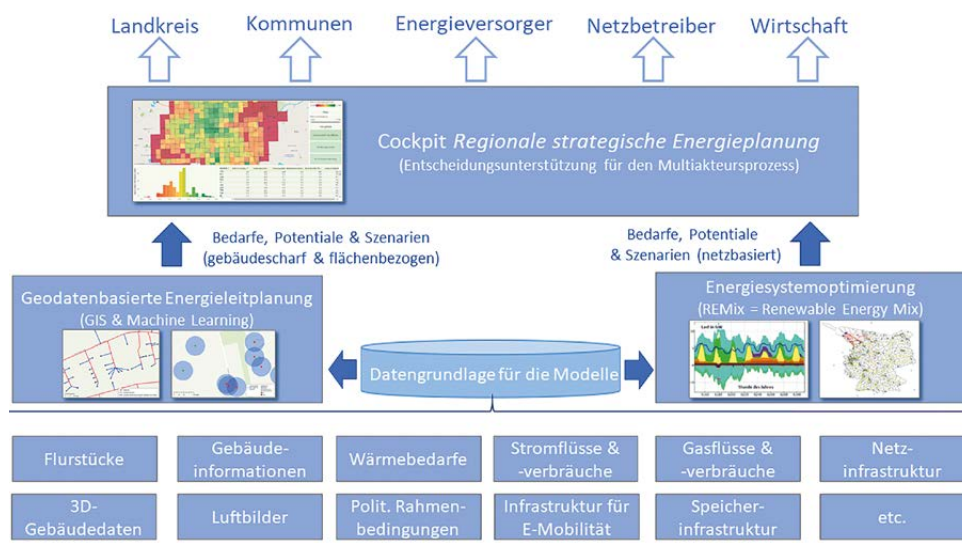 Landkreis
Kommunen
Energieversorger
Netzbetreiber
Wirtschaft
Cockpit Regionale strategische Energieplanung
(Entscheidungsunterstützung für den Multiakteursprozess)
Bedarfe, Potentiale & Szenarien
(gebäudescharf & flächenbezogen)
Bedarfe, Potentiale
& Szenarien (netzbasiert)
Geodatenbasierte Energieleitplanung
(GIS & Machine Learning)
Energiesystemoptimierung
(REMix = Renewable Energy Mix)
Datengrundlage für die Modelle
Flurstücke
Gebäude-
informationen
Wärmebedarfe
Stromflüsse &
-verbräuche
Gasflüsse &
-verbräuche
Netz-
infrastruktur
3D-
Gebäudedaten
Luftbilder
Polit. Rahmen-
bedingungen
Infrastruktur für
E-Mobilität
Speicher-
infrastruktur
etc.